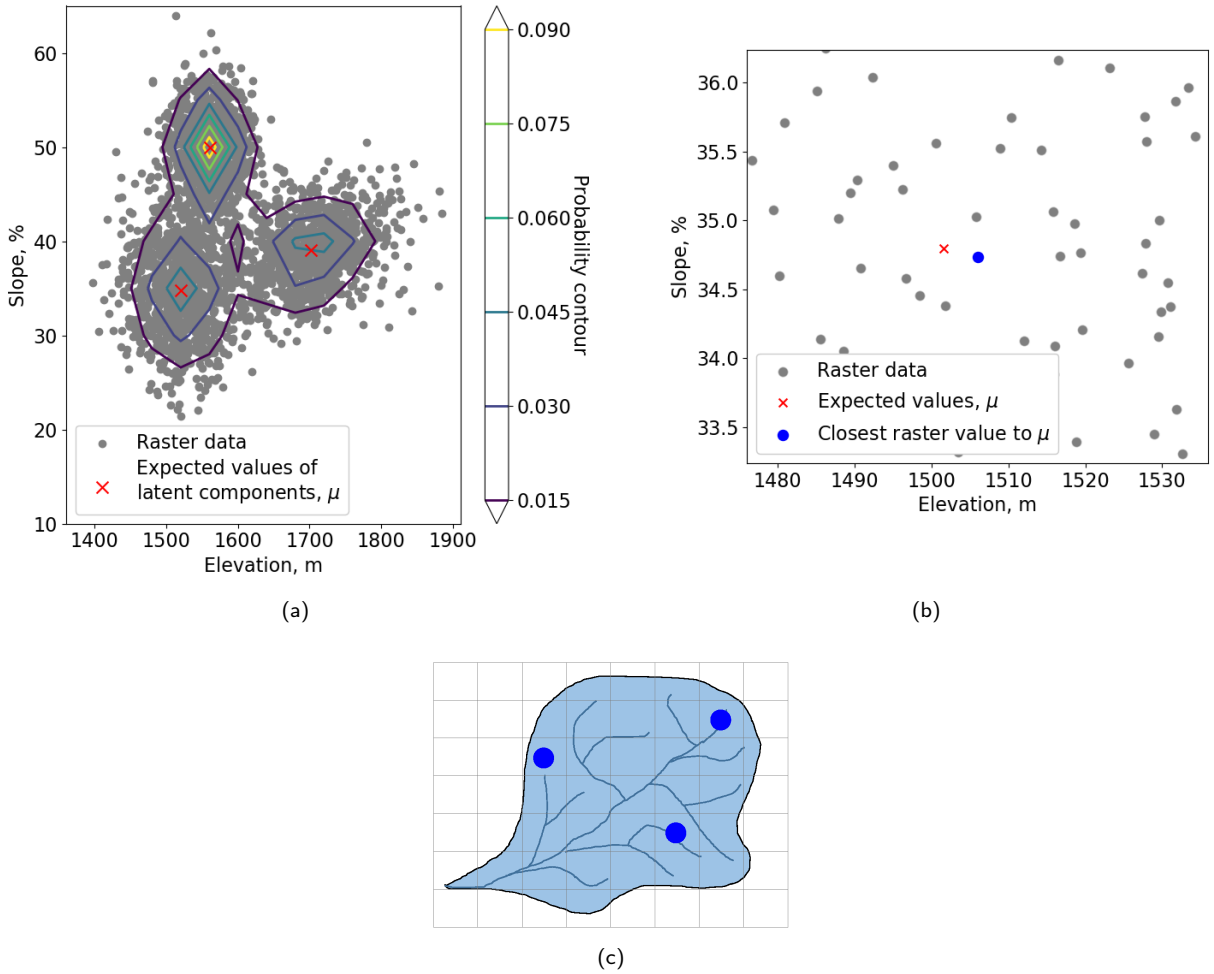 60
50
40
30
20
10
Slope, %
1400 1500 1600 1700 1800 1900
Elevation, m
Raster data
Expected values of
latent components, μ
0.090
0.075
0.060
0.045
0.030
0.015
Probability contour
(a)
36.0
35.5
35.0
34.5
34.0
33.5
Slope, %
1480 1490 1500 1510 1520 1530
Elevation, m
Raster data
Expected values, μ
Closest raster value to μ
(b)
(c)